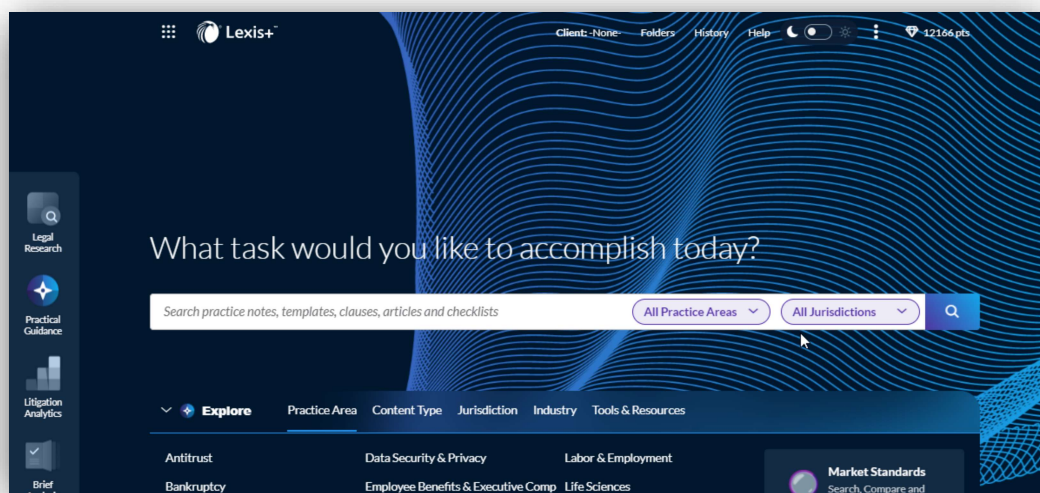 Lexis+™
Client: -None- Folders History Help 12166 pts
Legal
Research
What task would you like to accomplish today?
Search practice notes, templates, clauses, articles and checklists All Practice Areas All Jurisdictions
Practical
Guidance
Litigation
Analytics
Explore Practice Area Content Type Jurisdiction Industry Tools & Resources
Antitrust Data Security & Privacy Labor & Employment
Bankruptcy Employee Benefits & Executive Comp Life Sciences
Market Standards
Search, Compare and
Brief